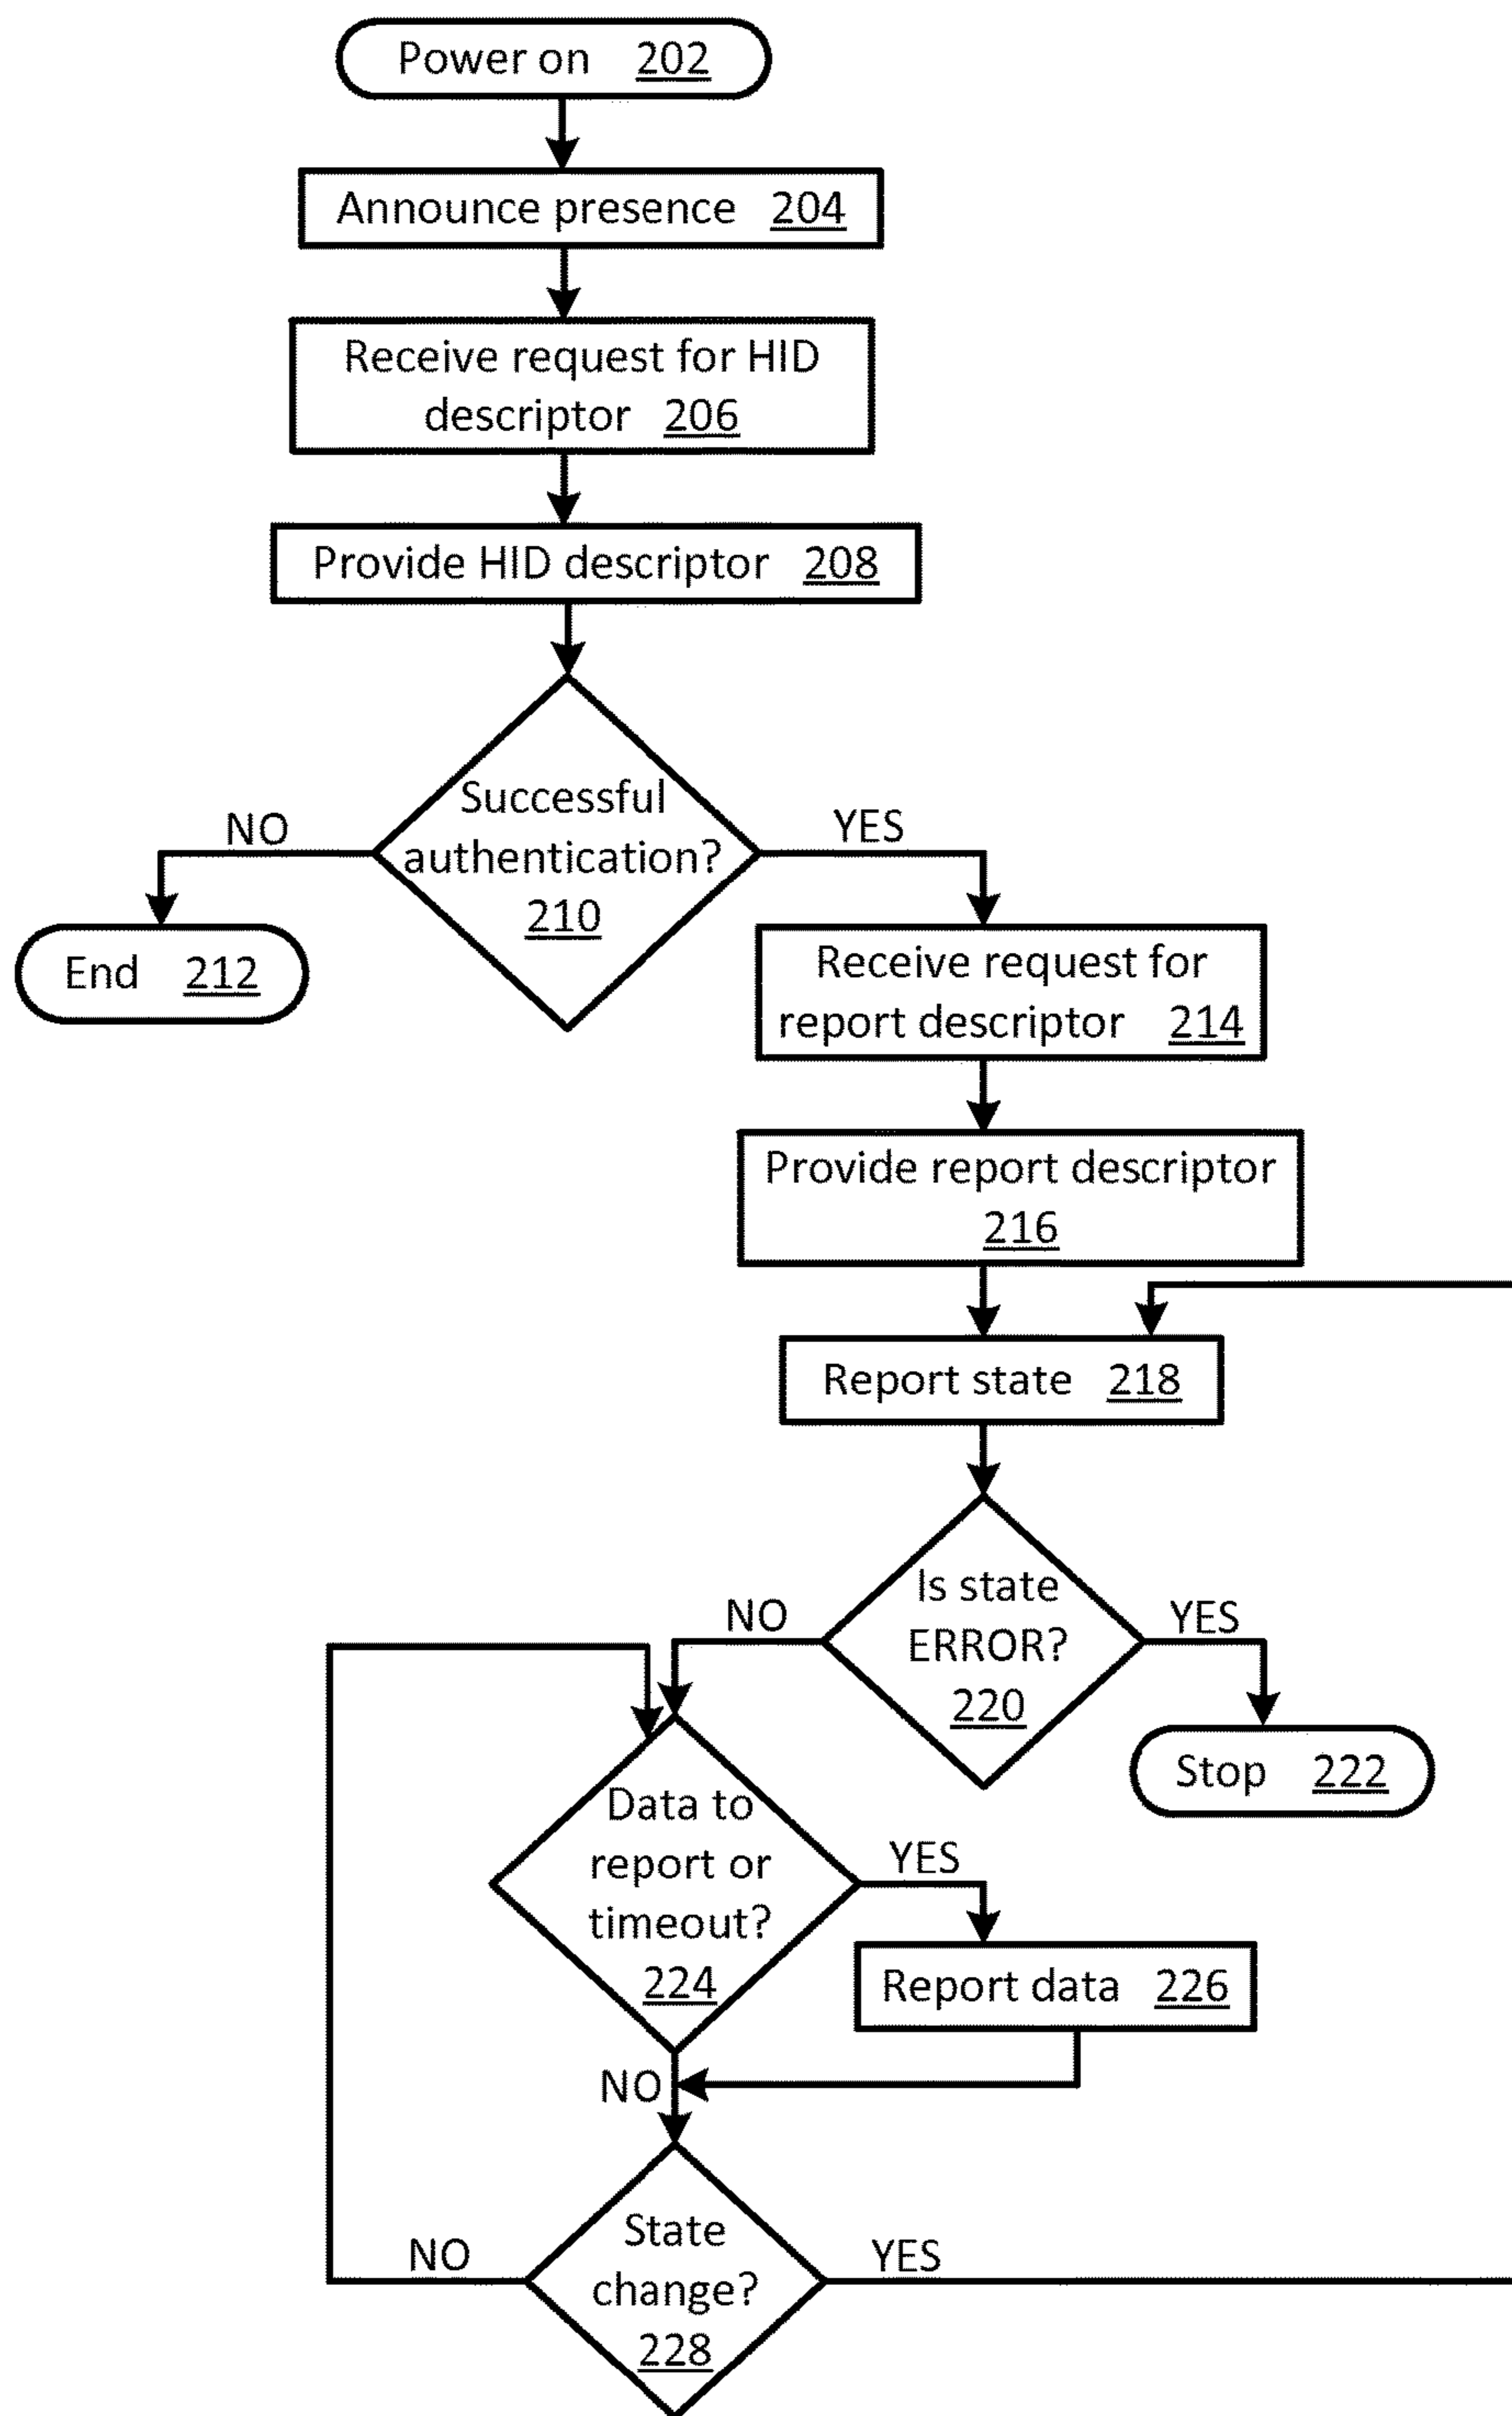 Power on 202
Announce presence 204
Receive request for HID
descriptor 206
Provide HID descriptor 208
Successful
authentication?
210
NO
YES
End 212
Receive request for
report descriptor 214
Provide report descriptor
216
Report state 218
Is state
ERROR?
220
NO
YES
Stop 222
Data to
report or
timeout?
224
YES
Report data 226
NO
State
change?
228
NO
YES